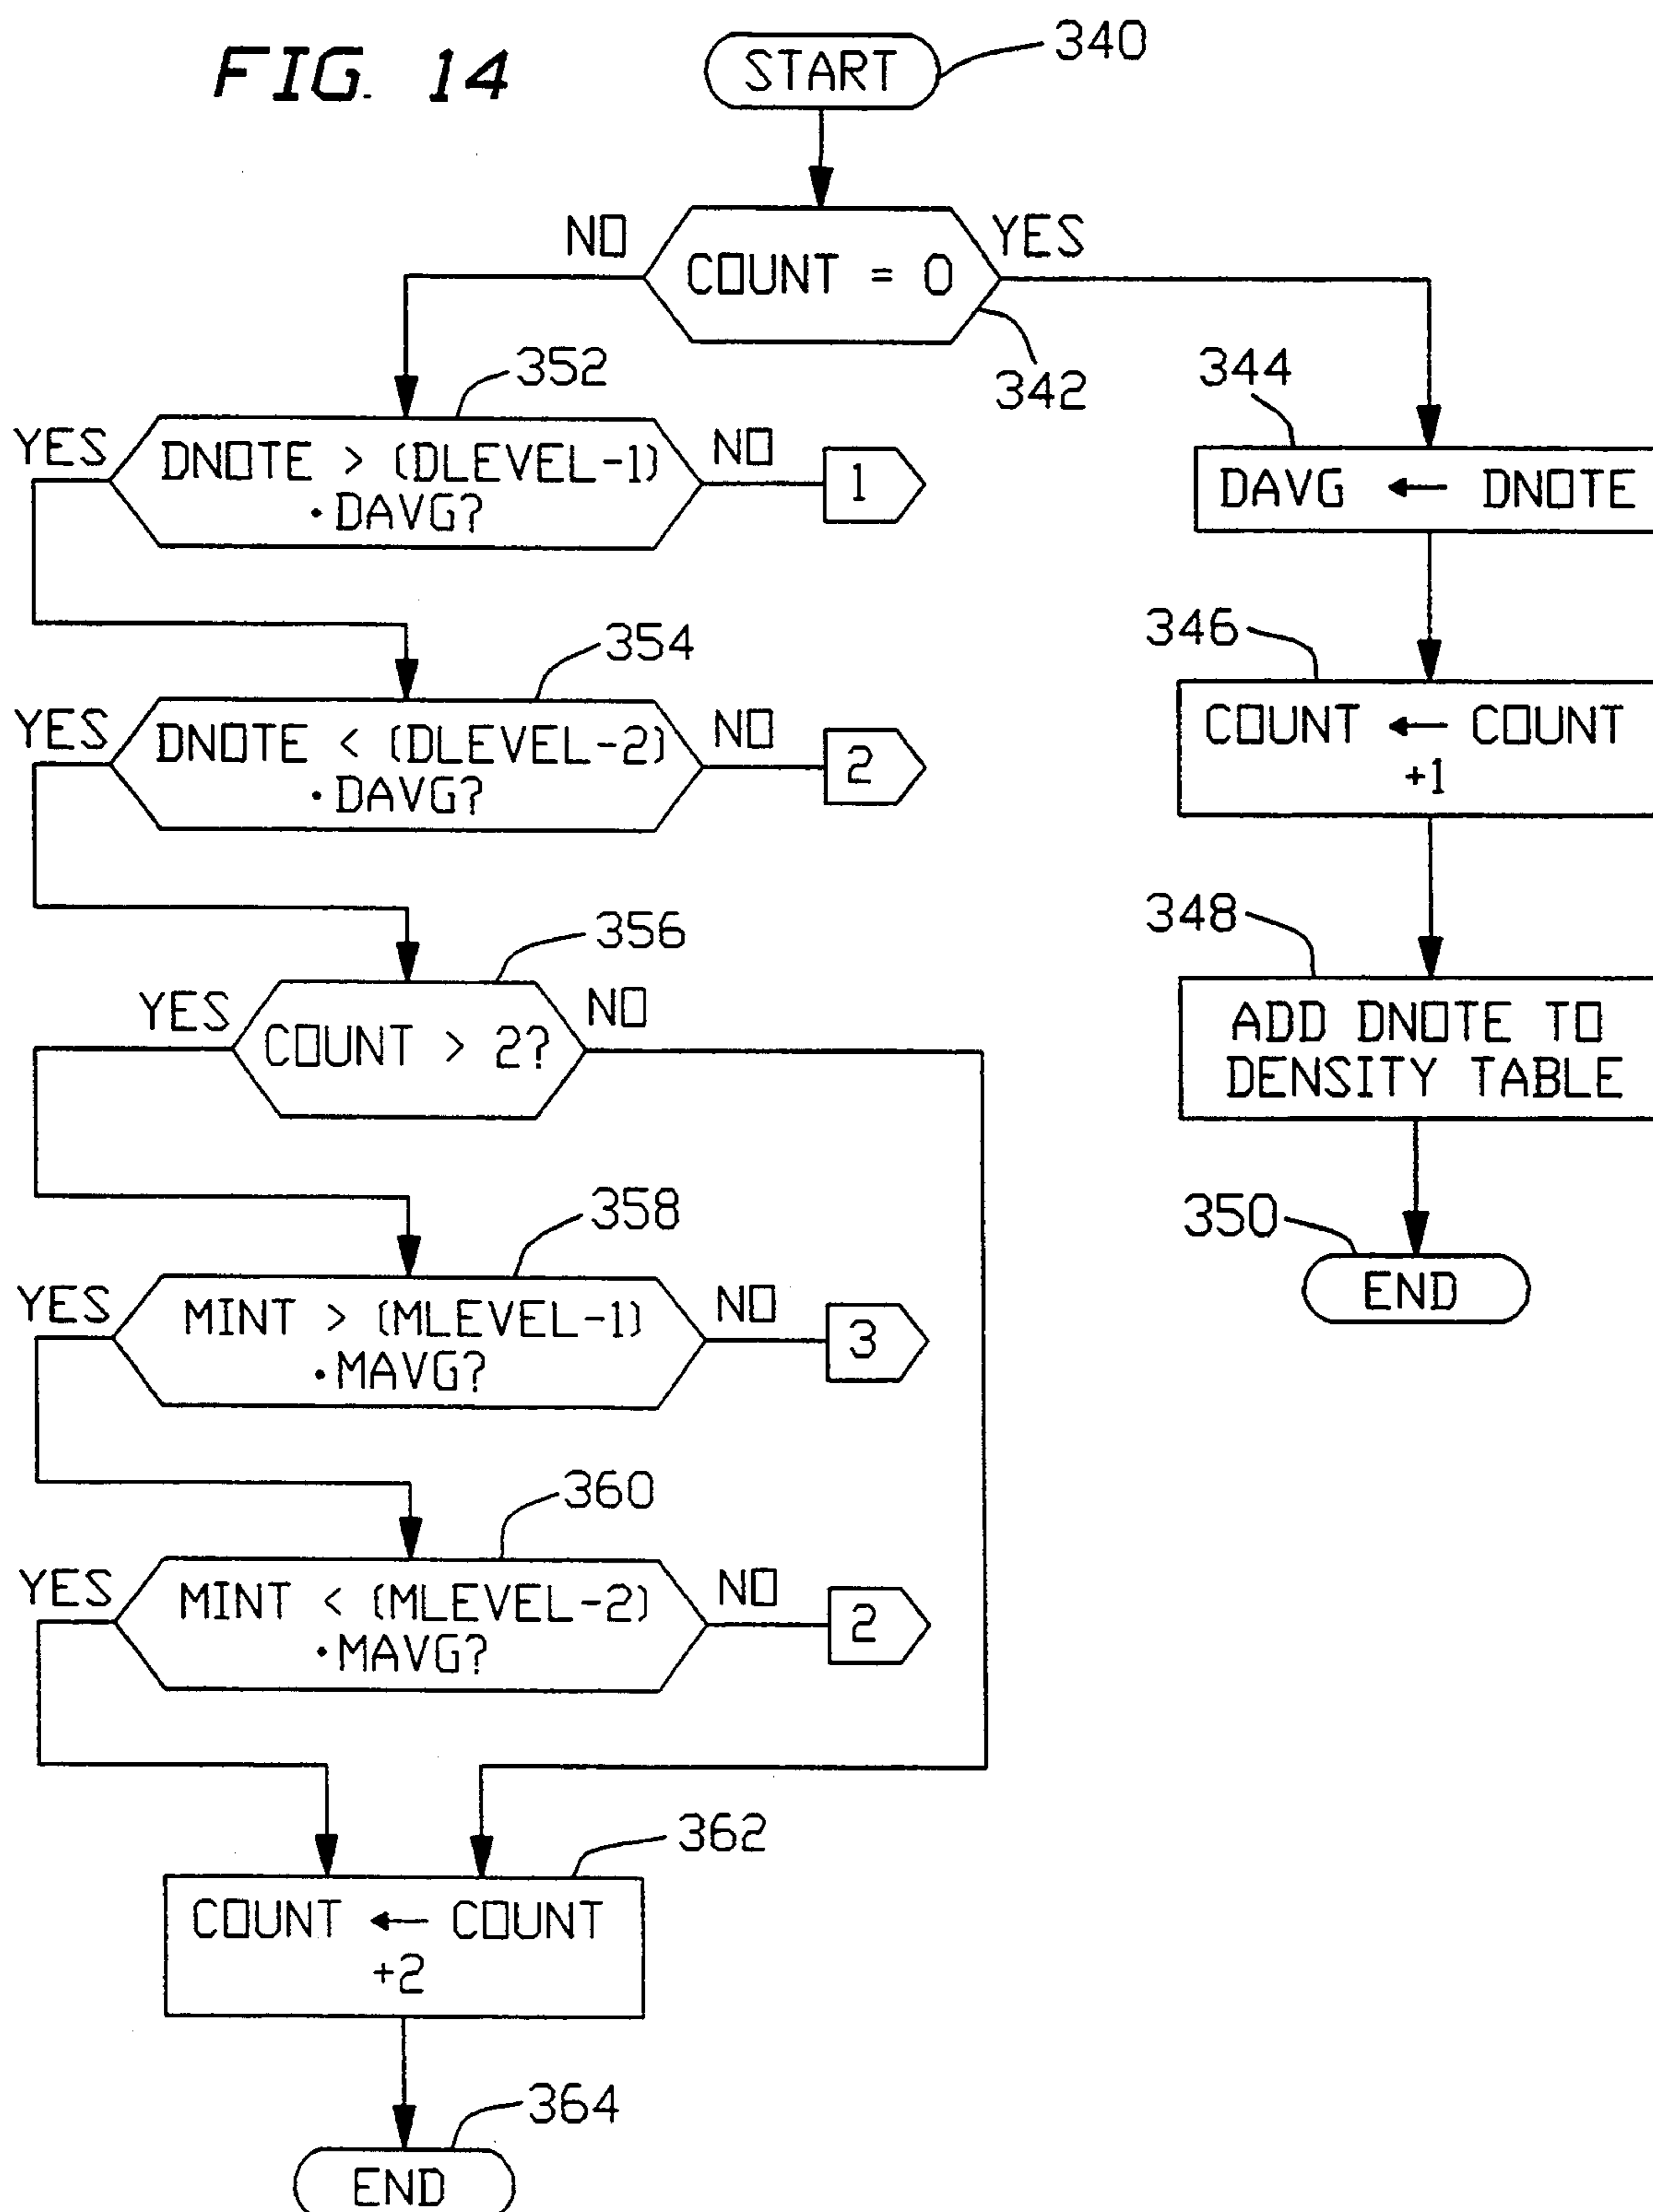 FIG. 14
START
340
NO
COUNT = 0
YES
342
352
YES
DNOTE > (DLEVEL-1)
·DAVG?
NO
1
344
DAVG ← DNOTE
354
YES
DNOTE < (DLEVEL-2)
·DAVG?
NO
2
346
COUNT ← COUNT
+1
356
YES
COUNT > 2?
NO
348
ADD DNOTE TO
DENSITY TABLE
358
YES
MINT > (MLEVEL-1)
·MAVG?
NO
3
350
END
360
YES
MINT < (MLEVEL-2)
·MAVG?
NO
2
362
COUNT ← COUNT
+2
364
END